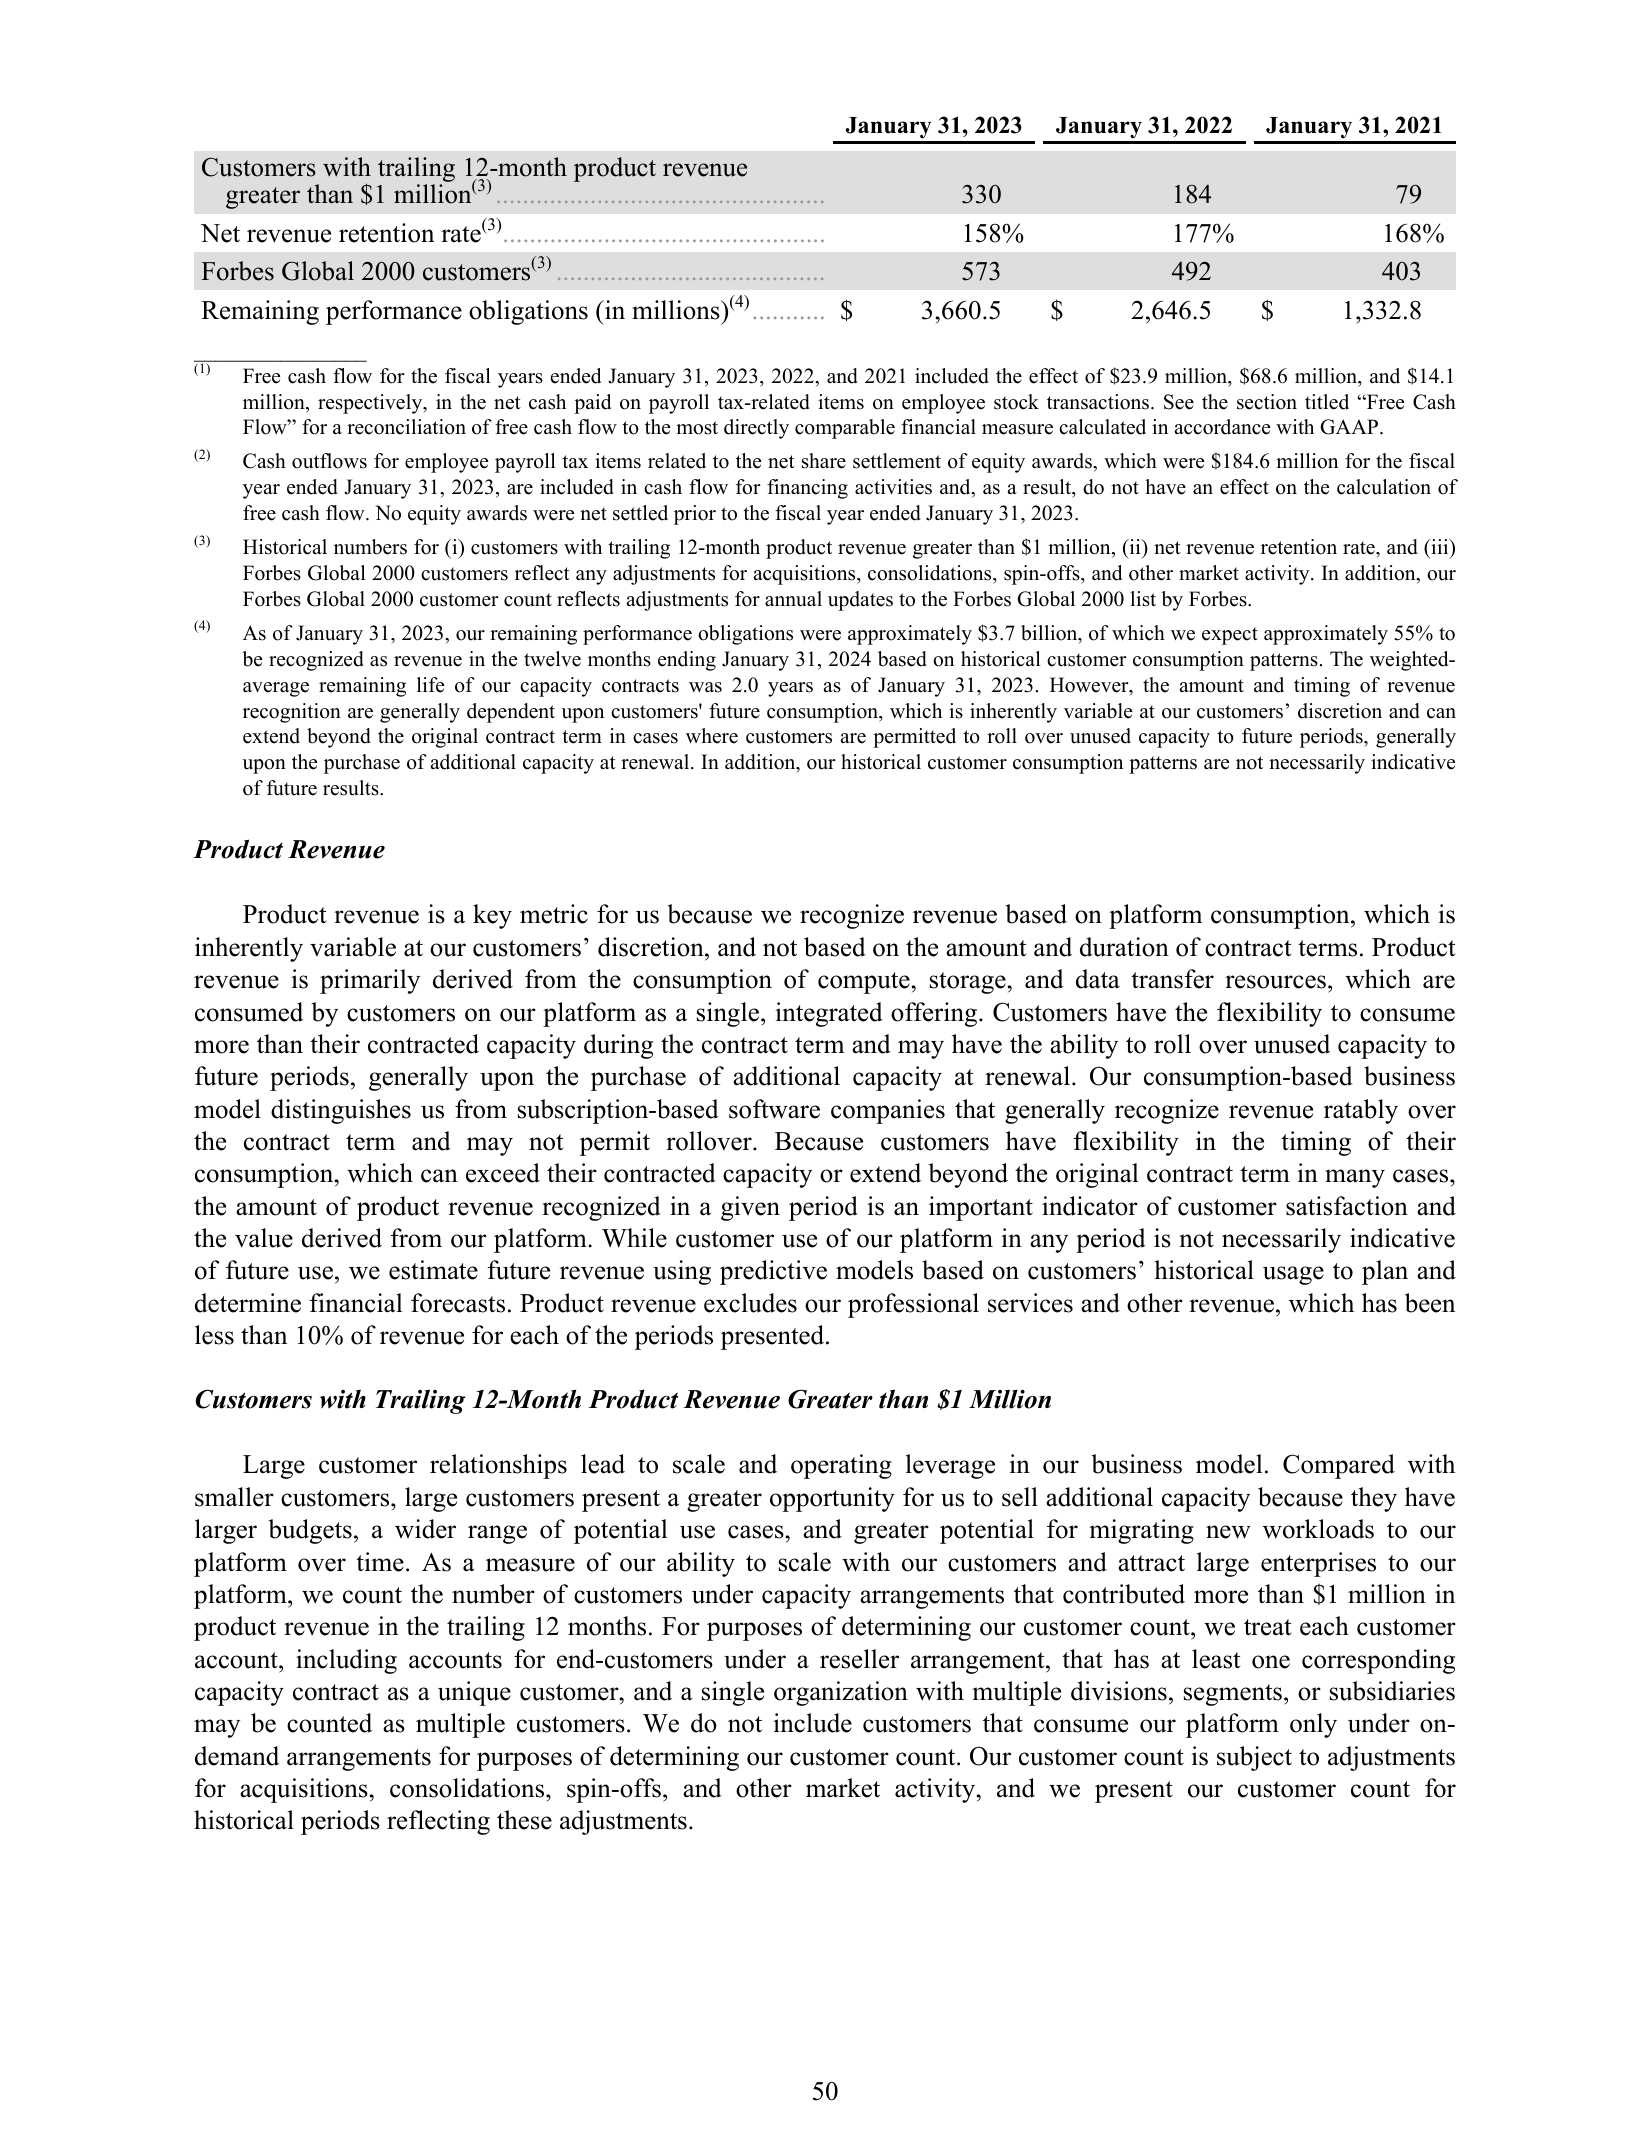 January 31, 2023 January 31, 2022 January 31, 2021
Customers with trailing 12-month product revenue
greater than $1 million(3) ................................................ 330 184 79
Net revenue retention rate(3) ............................................... 158% 177% 168%
Forbes Global 2000 customers(3) ....................................... 573 492 403
Remaining performance obligations (in millions)(4) ........... $ 3,660.5 $ 2,646.5 $ 1,332.8
(1) Free cash flow for the fiscal years ended January 31, 2023, 2022, and 2021 included the effect of $23.9 million, $68.6 million, and $14.1
million, respectively, in the net cash paid on payroll tax-related items on employee stock transactions. See the section titled “Free Cash
Flow” for a reconciliation of free cash flow to the most directly comparable financial measure calculated in accordance with GAAP.
(2) Cash outflows for employee payroll tax items related to the net share settlement of equity awards, which were $184.6 million for the fiscal
year ended January 31, 2023, are included in cash flow for financing activities and, as a result, do not have an effect on the calculation of
free cash flow. No equity awards were net settled prior to the fiscal year ended January 31, 2023.
(3) Historical numbers for (i) customers with trailing 12-month product revenue greater than $1 million, (ii) net revenue retention rate, and (iii)
Forbes Global 2000 customers reflect any adjustments for acquisitions, consolidations, spin-offs, and other market activity. In addition, our
Forbes Global 2000 customer count reflects adjustments for annual updates to the Forbes Global 2000 list by Forbes.
(4) As of January 31, 2023, our remaining performance obligations were approximately $3.7 billion, of which we expect approximately 55% to
be recognized as revenue in the twelve months ending January 31, 2024 based on historical customer consumption patterns. The weighted-
average remaining life of our capacity contracts was 2.0 years as of January 31, 2023. However, the amount and timing of revenue
recognition are generally dependent upon customers' future consumption, which is inherently variable at our customers’ discretion and can
extend beyond the original contract term in cases where customers are permitted to roll over unused capacity to future periods, generally
upon the purchase of additional capacity at renewal. In addition, our historical customer consumption patterns are not necessarily indicative
of future results.
Product Revenue
Product revenue is a key metric for us because we recognize revenue based on platform consumption, which is
inherently variable at our customers’ discretion, and not based on the amount and duration of contract terms. Product
revenue is primarily derived from the consumption of compute, storage, and data transfer resources, which are
consumed by customers on our platform as a single, integrated offering. Customers have the flexibility to consume
more than their contracted capacity during the contract term and may have the ability to roll over unused capacity to
future periods, generally upon the purchase of additional capacity at renewal. Our consumption-based business
model distinguishes us from subscription-based software companies that generally recognize revenue ratably over
the contract term and may not permit rollover. Because customers have flexibility in the timing of their
consumption, which can exceed their contracted capacity or extend beyond the original contract term in many cases,
the amount of product revenue recognized in a given period is an important indicator of customer satisfaction and
the value derived from our platform. While customer use of our platform in any period is not necessarily indicative
of future use, we estimate future revenue using predictive models based on customers’ historical usage to plan and
determine financial forecasts. Product revenue excludes our professional services and other revenue, which has been
less than 10% of revenue for each of the periods presented.
Customers with Trailing 12-Month Product Revenue Greater than $1 Million
Large customer relationships lead to scale and operating leverage in our business model. Compared with
smaller customers, large customers present a greater opportunity for us to sell additional capacity because they have
larger budgets, a wider range of potential use cases, and greater potential for migrating new workloads to our
platform over time. As a measure of our ability to scale with our customers and attract large enterprises to our
platform, we count the number of customers under capacity arrangements that contributed more than $1 million in
product revenue in the trailing 12 months. For purposes of determining our customer count, we treat each customer
account, including accounts for end-customers under a reseller arrangement, that has at least one corresponding
capacity contract as a unique customer, and a single organization with multiple divisions, segments, or subsidiaries
may be counted as multiple customers. We do not include customers that consume our platform only under on-
demand arrangements for purposes of determining our customer count. Our customer count is subject to adjustments
for acquisitions, consolidations, spin-offs, and other market activity, and we present our customer count for
historical periods reflecting these adjustments.
50